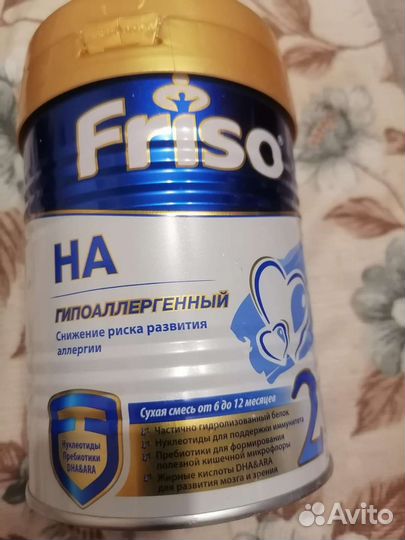 Friso
HA
ГИПОАЛЛЕРГЕННЫЙ
Снижение риска развития
аллергии
Сухая смесь от 6 до 12 месяцев
Частично гидролизованный белок
Нуклеотиды для поддержки иммунитета
Пребиотики для формирования
полезной кишечной микрофлоры
Жирные кислоты DHA&ARA
для развития мозга и зрения
2
Нуклеотиды
Пребиотики
DHA&ARA
Avito